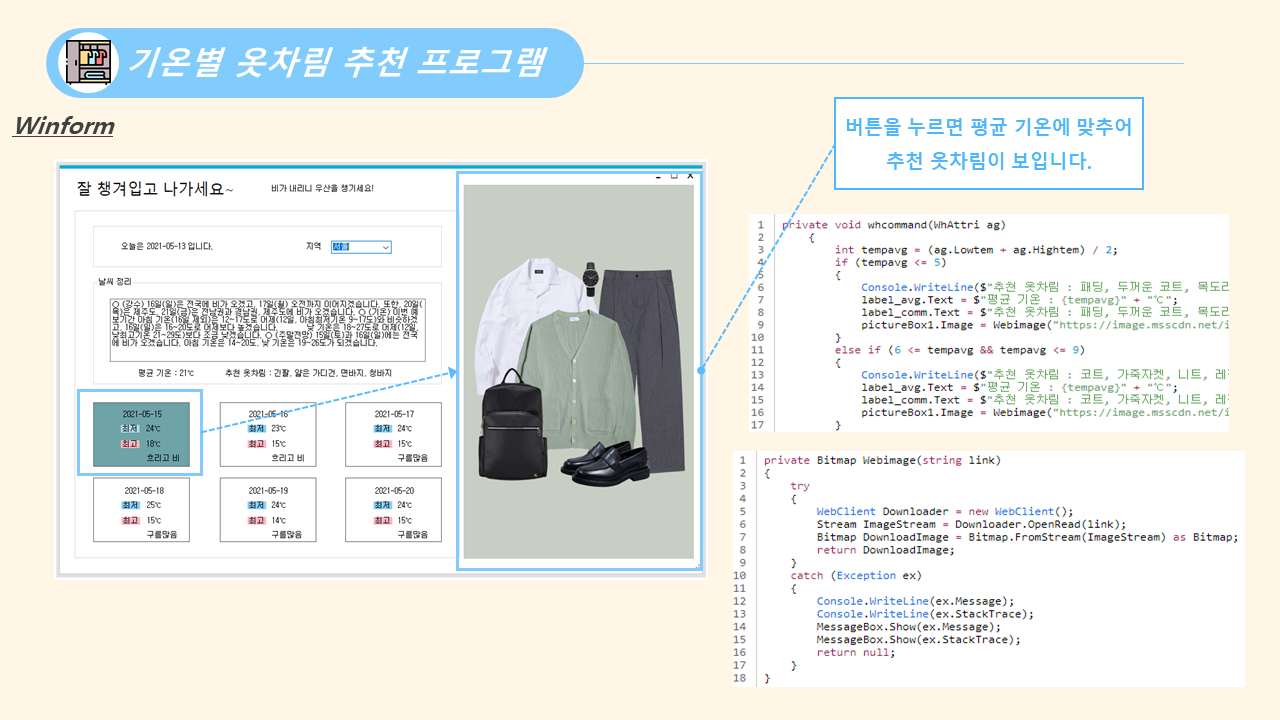 기온별 옷차림 추천 프로그램
Winform
버튼을 누르면 평균 기온에 맞추어
추천 옷차림이 보입니다.
잘 챙겨입고 나가세요~
비가 내리니 우산을 챙기세요!
오늘은 2021-05-13 입니다.
지역
서울
날씨 정리
○ (강수) 16일(일)은 전국에 비가 오겠고, 17일(월) 오전까지 이어지겠습니다. 또한, 20일(
목)은 제주도, 21일(금)은 전남권과 경남권, 제주도에 비가 오겠습니다. ○ (기온) 이번 예
보기간 아침 기온(16일 제외)은 12~17도로 어제(12일, 아침최저기온 9~17도)와 비슷하겠
고, 16일(일)은 16~20도로 어제보다 높겠습니다. 낮 기온은 18~27도로 어제(12일,
낮최고기온 21~28도)보다 조금 낮겠습니다. ○ (주말전망) 15일(토)과 16일(일)에는 전국
에 비가 오겠습니다. 아침 기온은 14~20도, 낮 기온은 19~26도가 되겠습니다.
평균 기온 : 21℃
추천 옷차림 : 긴팔, 얇은 가디건, 면바지, 청바지
2021-05-15
최저 24℃
최고 18℃
흐리고 비
2021-05-16
최저 23℃
최고 15℃
흐리고 비
2021-05-17
최저 24℃
최고 15℃
구름많음
2021-05-18
최저 25℃
최고 15℃
구름많음
2021-05-19
최저 24℃
최고 14℃
구름많음
2021-05-20
최저 24℃
최고 15℃
구름많음
1 private void whcommand(WhAttri ag)
2 {
3 int tempavg = (ag.Lowtem + ag.Hightem) / 2;
4 if (tempavg <= 5)
5 {
6 Console.WriteLine($"추천 옷차림 : 패딩, 두꺼운 코트, 목도리
7 label_avg.Text = $"평균 기온 : {tempavg}" + "℃";
8 label_comm.Text = $"추천 옷차림 : 패딩, 두꺼운 코트, 목도리
9 pictureBox1.Image = Webimage("https://image.msscdn.net/i
10 }
11 else if (6 <= tempavg && tempavg <= 9)
12 {
13 Console.WriteLine($"추천 옷차림 : 코트, 가죽자켓, 니트, 레
14 label_avg.Text = $"평균 기온 : {tempavg}" + "℃";
15 label_comm.Text = $"추천 옷차림 : 코트, 가죽자켓, 니트, 레
16 pictureBox1.Image = Webimage("https://image.msscdn.net/i
17 }
1 private Bitmap Webimage(string link)
2 {
3 try
4 {
5 WebClient Downloader = new WebClient();
6 Stream ImageStream = Downloader.OpenRead(link);
7 Bitmap DownloadImage = Bitmap.FromStream(ImageStream) as Bitmap;
8 return DownloadImage;
9 }
10 catch (Exception ex)
11 {
12 Console.WriteLine(ex.Message);
13 Console.WriteLine(ex.StackTrace);
14 MessageBox.Show(ex.Message);
15 MessageBox.Show(ex.StackTrace);
16 return null;
17 }
18 }